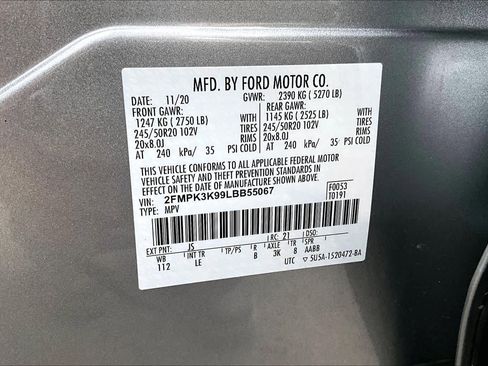 MFD. BY FORD MOTOR CO.
DATE: 11/20 GVWR: 2390 KG ( 5270 LB)
FRONT GAWR: REAR GAWR:
1247 KG ( 2750 LB) WITH 1145 KG ( 2525 LB) WITH
245/50R20 102V TIRES 245/50R20 102V TIRES
20x8.0J RIMS 20x8.0J RIMS
AT 240 kPa/ 35 PSI COLD AT 240 kPa/ 35 PSI COLD
THIS VEHICLE CONFORMS TO ALL APPLICABLE FEDERAL MOTOR
VEHICLE SAFETY AND THEFT PREVENTION STANDARDS IN
EFFECT ON THE DATE OF MANUFACTURE SHOWN ABOVE.
VIN: 2FMPK3K99LBB55067 F0053
TYPE: MPV T0191
EXT PNT: JS RC: 21
WB INT TR TP/PS R AXLE TR SPR
112 LE B 3K 8 AABB
UTC ▽ 5U5A-1520472-BA